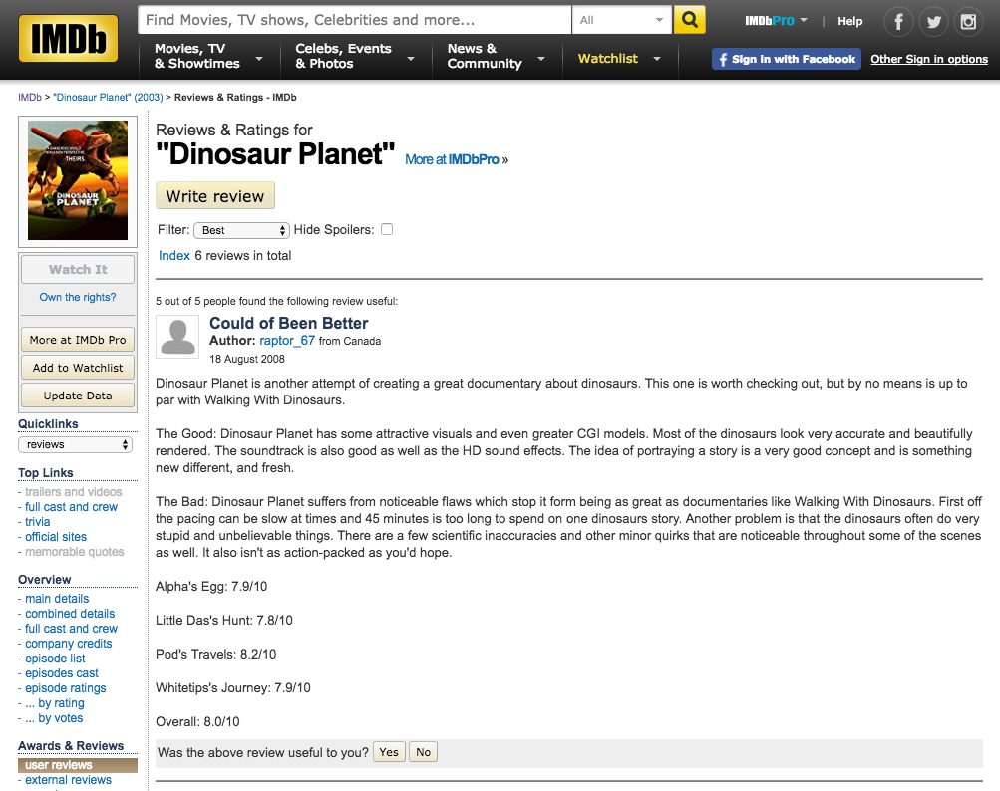 IMDb
Find Movies, TV shows, Celebrities and more...
All
IMDbPro
|
Help
Movies, TV
& Showtimes
Celebs, Events
& Photos
News &
Community
Watchlist
Sign in with Facebook
Other Sign in options
IMDb > "Dinosaur Planet" (2003) > Reviews & Ratings - IMDb
THEIRS.
DINOSAUR
PLANET
Watch It
Own the rights?
More at IMDb Pro
Add to Watchlist
Update Data
Quicklinks
reviews
Top Links
- trailers and videos
- full cast and crew
- trivia
- official sites
- memorable quotes
Overview
- main details
- combined details
- full cast and crew
- company credits
- episode list
- episodes cast
- episode ratings
- ... by rating
- ... by votes
Awards & Reviews
user reviews
- external reviews
Reviews & Ratings for
"Dinosaur Planet" More at IMDbPro »
Write review
Filter: Best Hide Spoilers:
Index 6 reviews in total
5 out of 5 people found the following review useful:
Could of Been Better
Author: raptor_67 from Canada
18 August 2008
Dinosaur Planet is another attempt of creating a great documentary about dinosaurs. This one is worth checking out, but by no means is up to
par with Walking With Dinosaurs.
The Good: Dinosaur Planet has some attractive visuals and even greater CGI models. Most of the dinosaurs look very accurate and beautifully
rendered. The soundtrack is also good as well as the HD sound effects. The idea of portraying a story is a very good concept and is something
new different, and fresh.
The Bad: Dinosaur Planet suffers from noticeable flaws which stop it form being as great as documentaries like Walking With Dinosaurs. First off
the pacing can be slow at times and 45 minutes is too long to spend on one dinosaurs story. Another problem is that the dinosaurs often do very
stupid and unbelievable things. There are a few scientific inaccuracies and other minor quirks that are noticeable throughout some of the scenes
as well. It also isn't as action-packed as you'd hope.
Alpha's Egg: 7.9/10
Little Das's Hunt: 7.8/10
Pod's Travels: 8.2/10
Whitetips's Journey: 7.9/10
Overall: 8.0/10
Was the above review useful to you? Yes No